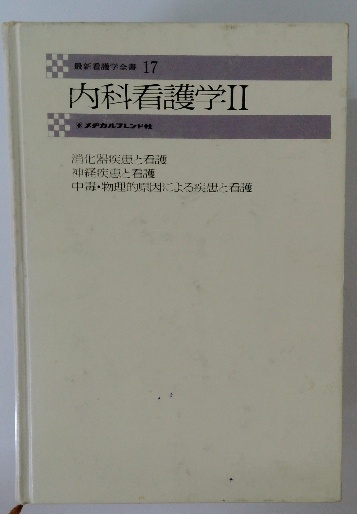 最新看護学全書 17
内科看護学II
メヂカルフレンド社
消化器疾患と看護
神経疾患と看護
中毒・物理的原因による疾患と看護